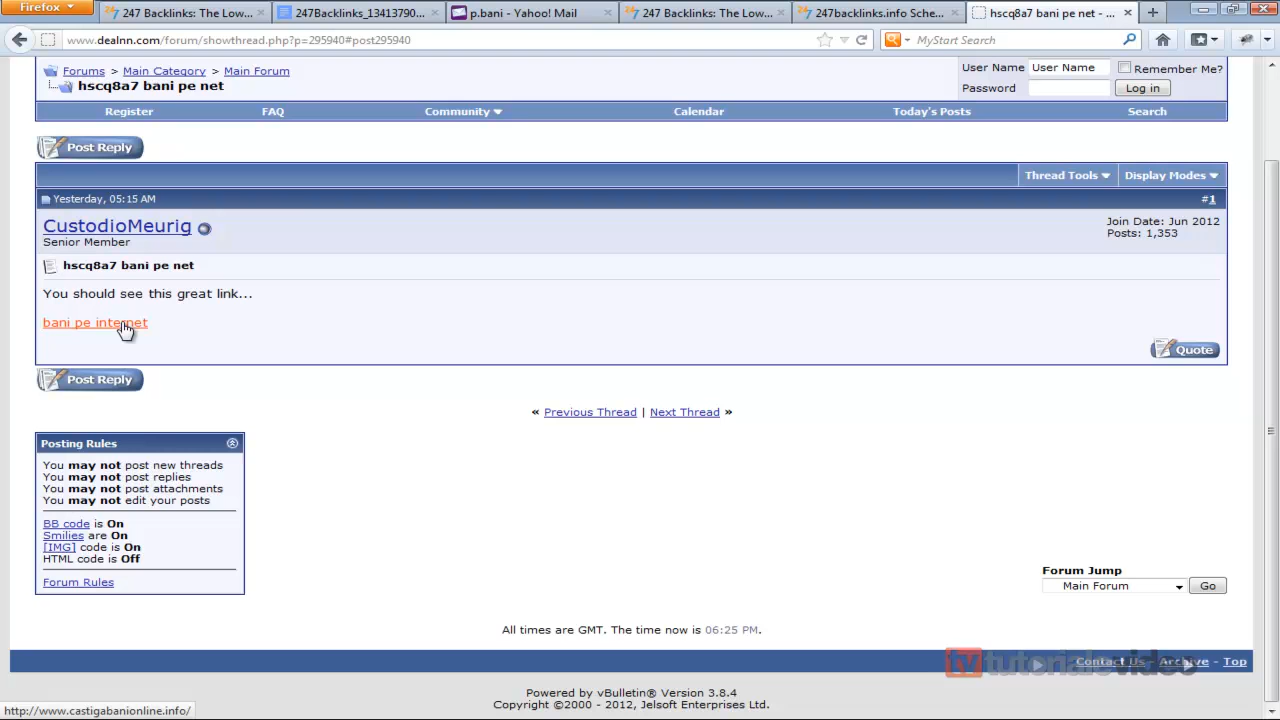 Firefox
247 Backlinks: The Low...
247Backlinks_13413790...
p.bani - Yahoo! Mail
247 Backlinks: The Low...
247backlinks.info Sche...
hscq8a7 bani pe net - ...
www.dealnn.com/forum/showthread.php?p=295940#post295940
MyStart Search
Forums > Main Category > Main Forum
hscq8a7 bani pe net
User Name User Name Remember Me?
Password Log in
Register FAQ Community Calendar Today's Posts Search
Post Reply
Thread Tools Display Modes
Yesterday, 05:15 AM #1
CustodioMeurig
Senior Member
Join Date: Jun 2012
Posts: 1,353
hscq8a7 bani pe net
You should see this great link...
bani pe internet
Quote
Post Reply
« Previous Thread | Next Thread »
Posting Rules
You may not post new threads
You may not post replies
You may not post attachments
You may not edit your posts
BB code is On
Smilies are On
[IMG] code is On
HTML code is Off
Forum Rules
Forum Jump
Main Forum Go
All times are GMT. The time now is 06:25 PM.
Contact Us - Archive - Top
tv tutorialevideo
Powered by vBulletin® Version 3.8.4
Copyright ©2000 - 2012, Jelsoft Enterprises Ltd.
http://www.castigabanionline.info/